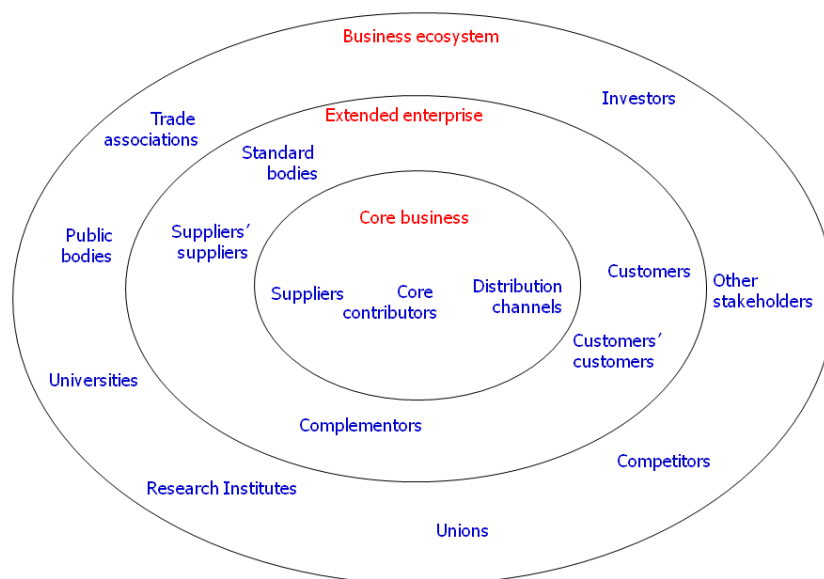 Business ecosystem
Investors
Extended enterprise
Trade
associations
Standard
bodies
Core business
Suppliers’
suppliers
Public
bodies
Customers
Other
stakeholders
Suppliers
Core
contributors
Distribution
channels
Customers’
customers
Universities
Complementors
Competitors
Research Institutes
Unions